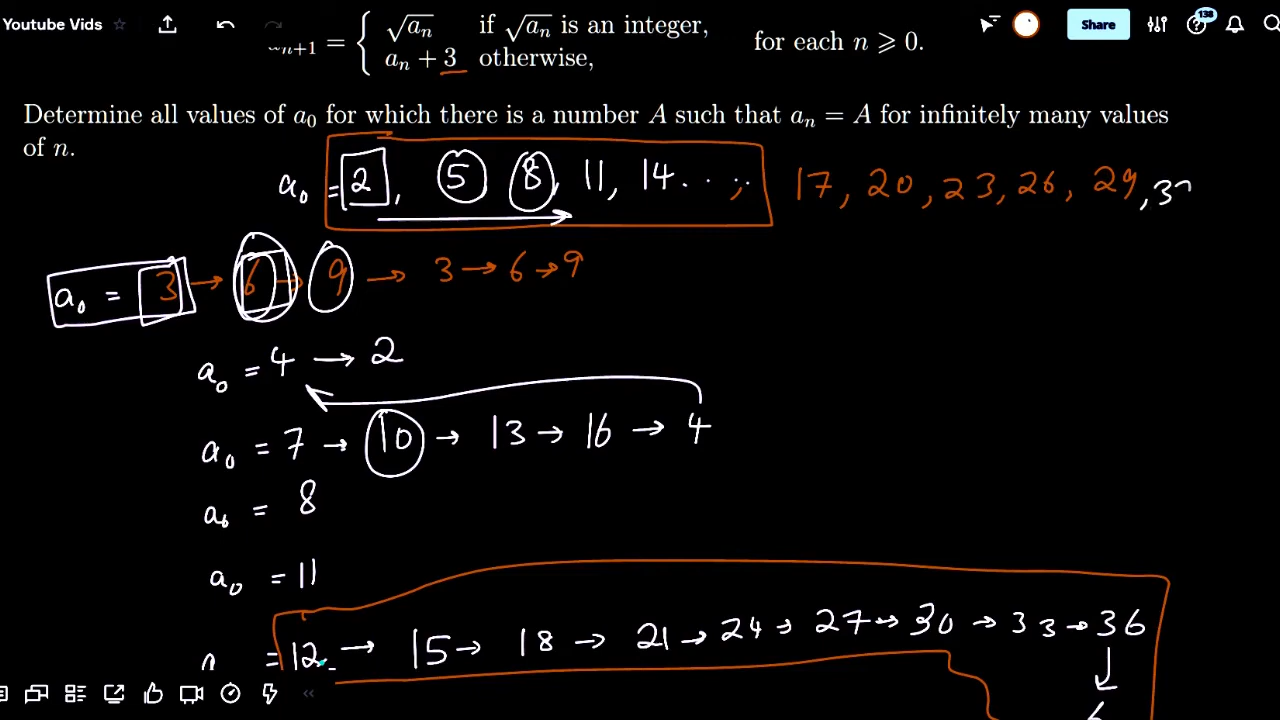 Youtube Vids
Share
138
aₙ₊₁ = { √aₙ if √aₙ is an integer,
aₙ + 3 otherwise,
for each n ⩾ 0.
Determine all values of a₀ for which there is a number A such that aₙ = A for infinitely many values
of n.
a₀ = 2, 5 8, 11, 14 . . . ; 17, 20, 23, 26, 29,
a₀ = 3 → 6 → 9 → 3 → 6 → 9
a₀ = 4 → 2
a₀ = 7 → 10 → 13 → 16 → 4
a₀ = 8
a₀ = 11
= 12 → 15 → 18 → 21 → 24 → 27 → 30 → 33 → 36
↓